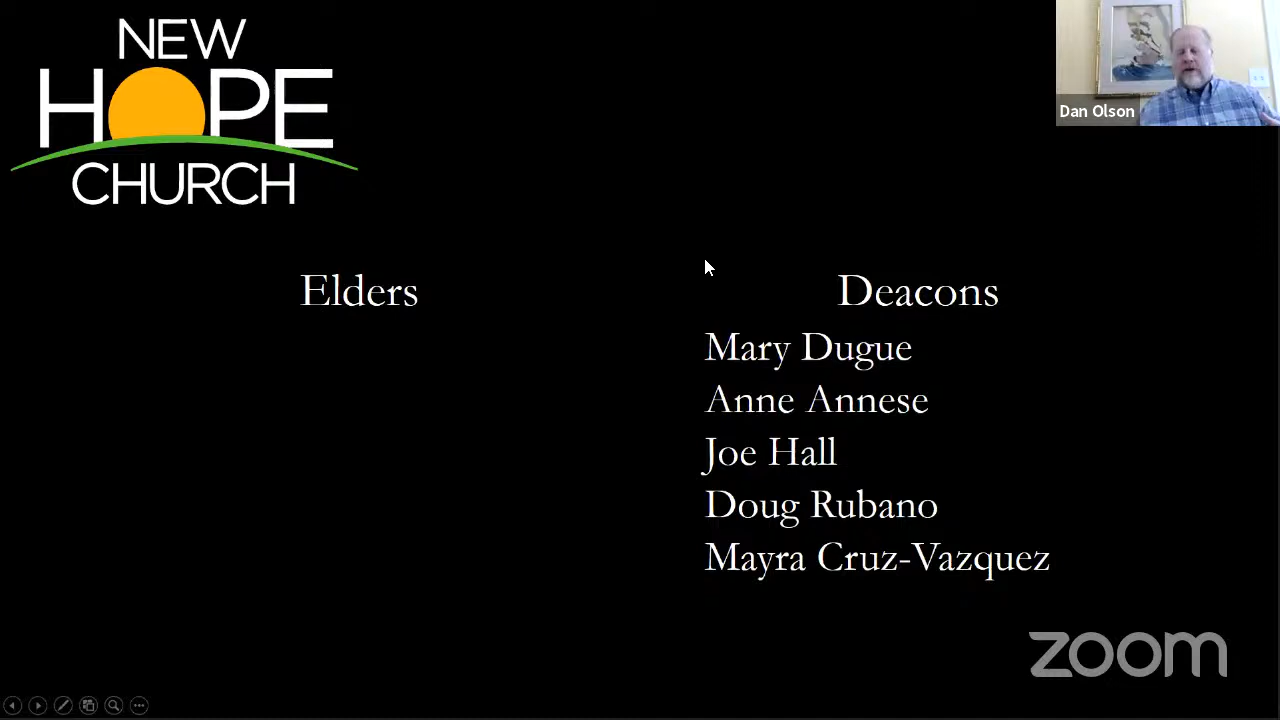 NEW
HOPE
CHURCH
Dan Olson
Elders
Deacons
Mary Dugue
Anne Annese
Joe Hall
Doug Rubano
Mayra Cruz-Vazquez
zoom